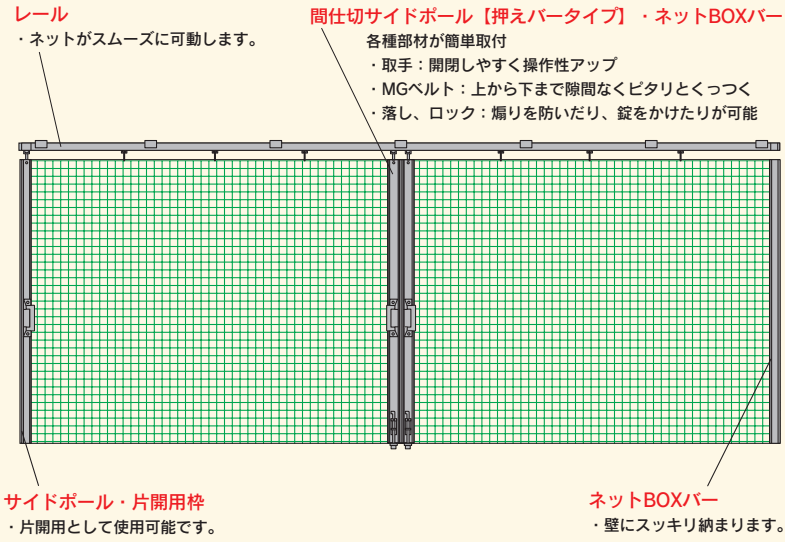 レール
・ネットがスムーズに可動します。
間仕切サイドポール【押えバータイプ】・ネットBOXバー
各種部材が簡単取付
・取手：開閉しやすく操作性アップ
・MGベルト：上から下まで隙間なくピタリとくっつく
・落し、ロック：煽りを防いだり、錠をかけたりが可能
サイドポール・片開用枠
・片開用として使用可能です。
ネットBOXバー
・壁にスッキリ納まります。